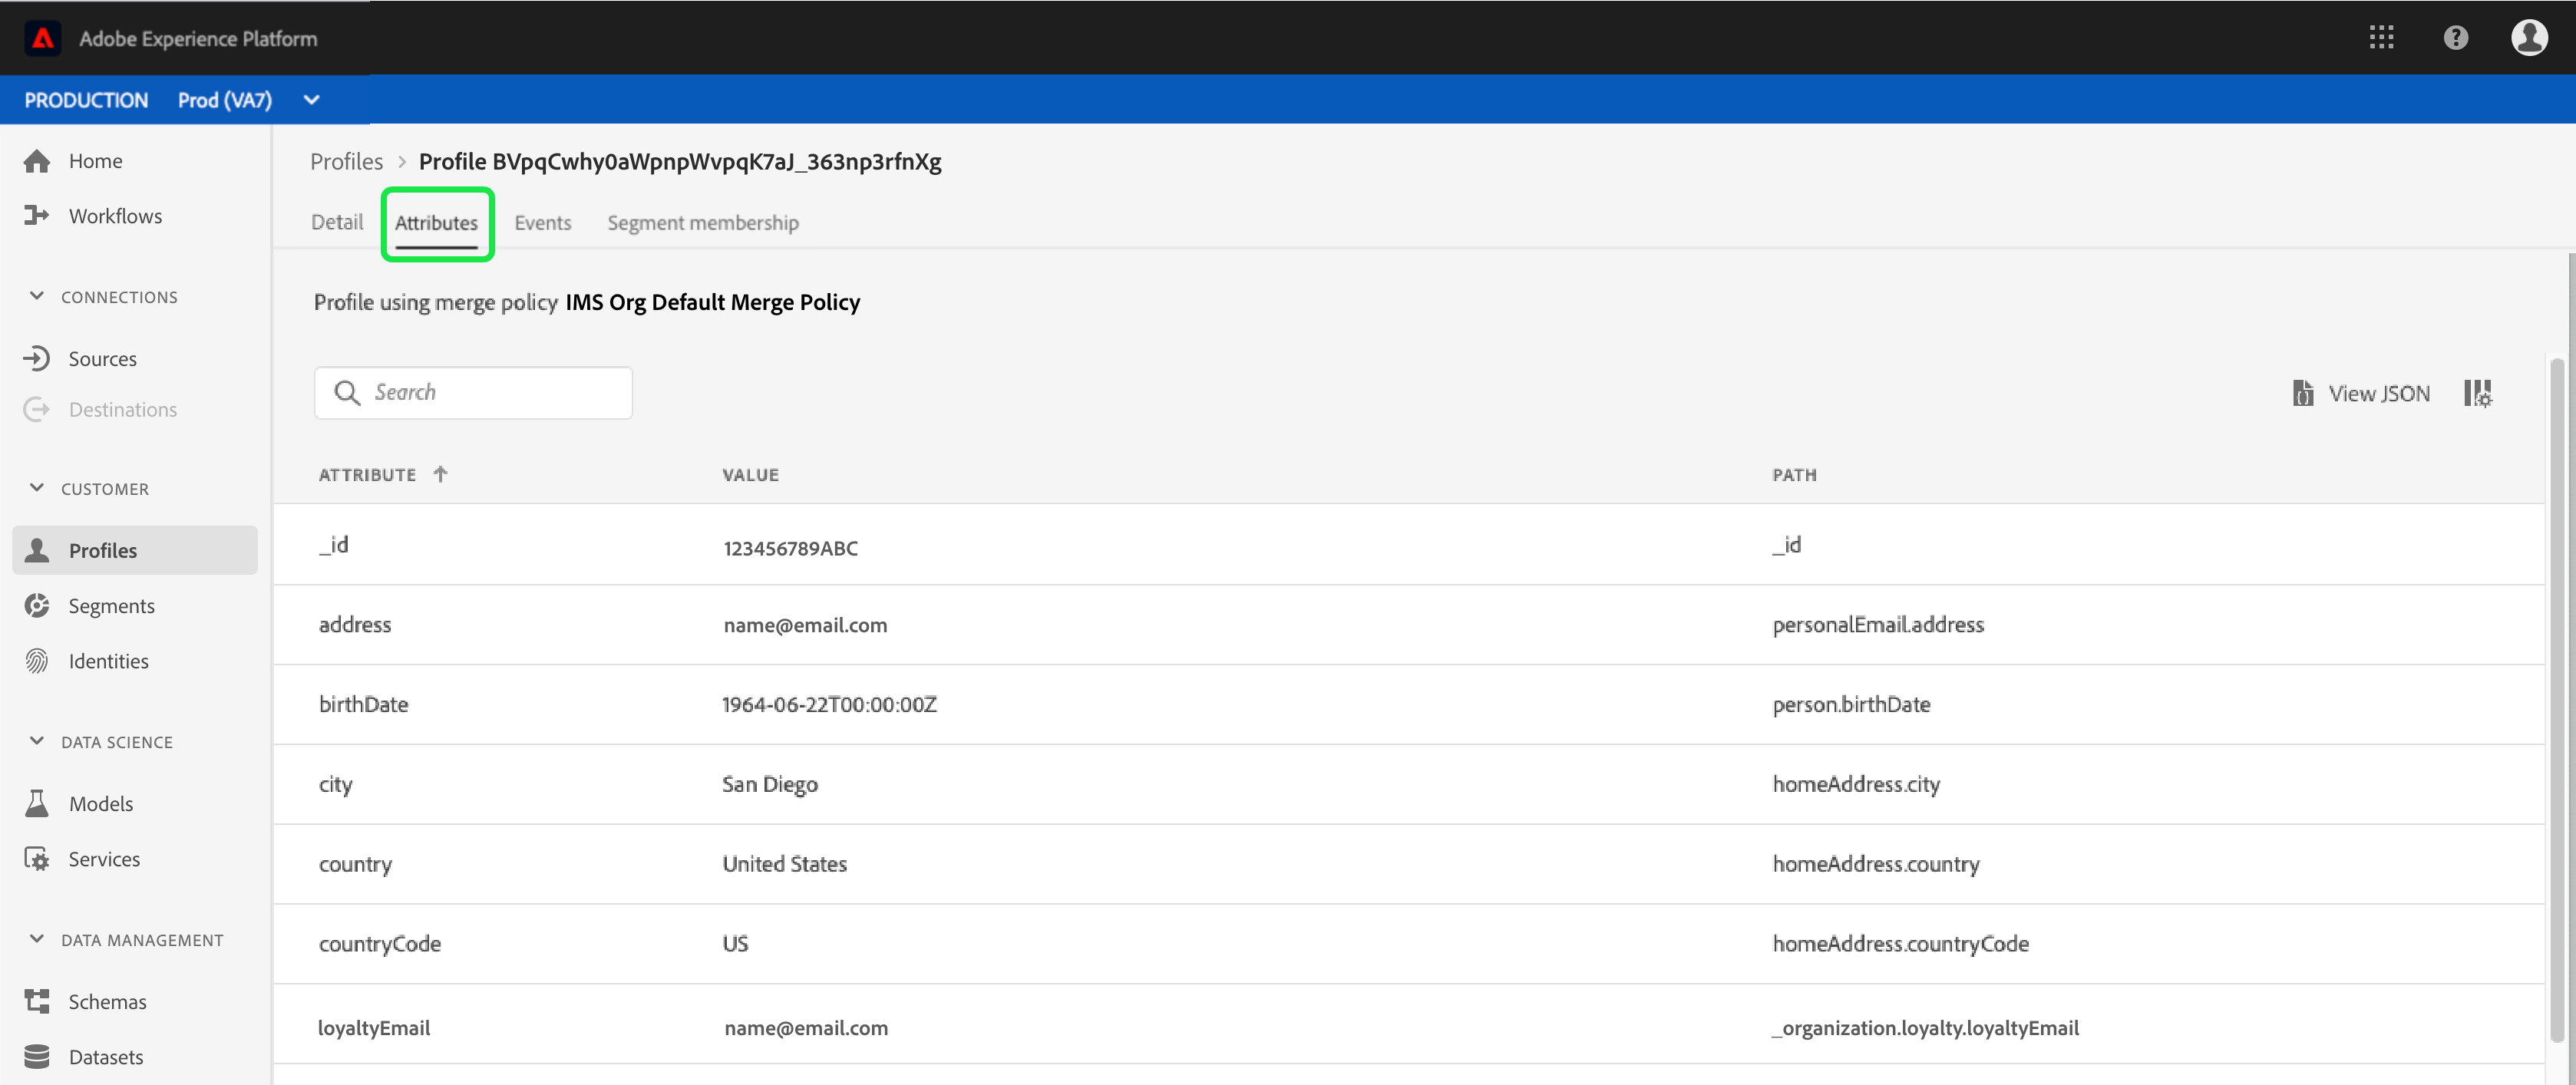 Adobe Experience Platform
PRODUCTION Prod (VA7)
Home
Workflows
CONNECTIONS
Sources
Destinations
CUSTOMER
Profiles
Segments
Identities
DATA SCIENCE
Models
Services
DATA MANAGEMENT
Schemas
Datasets
Profiles > Profile BVpqCwhy0aWpnpWvpqK7aJ_363np3rfnXg
Detail Attributes Events Segment membership
Profile using merge policy IMS Org Default Merge Policy
Search
View JSON
ATTRIBUTE VALUE PATH
_id 123456789ABC _id
address name@email.com personalEmail.address
birthDate 1964-06-22T00:00:00Z person.birthDate
city San Diego homeAddress.city
country United States homeAddress.country
countryCode US homeAddress.countryCode
loyaltyEmail name@email.com _organization.loyalty.loyaltyEmail